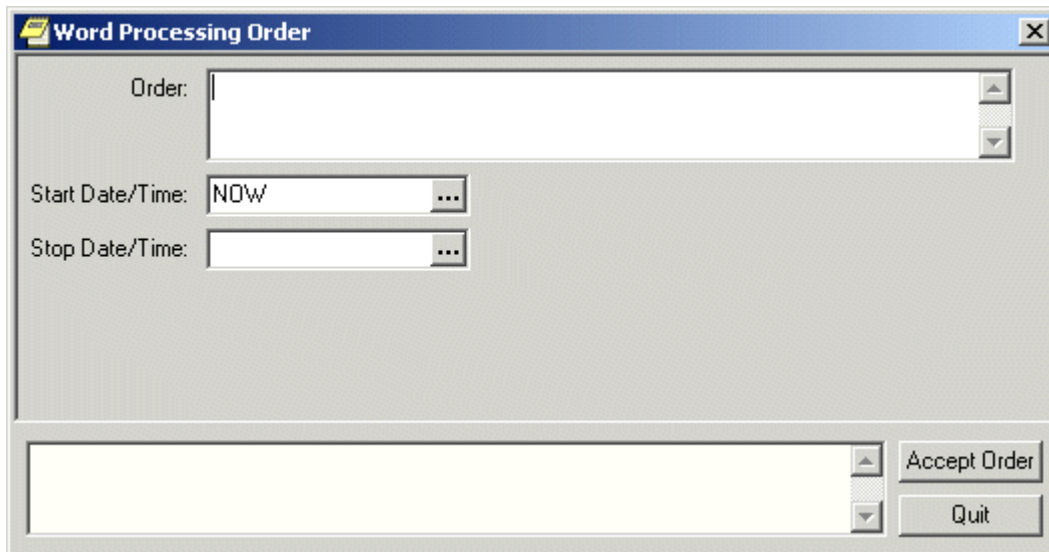 Word Processing Order
Order:
Start Date/Time: NOW ...
Stop Date/Time: ...
Accept Order
Quit